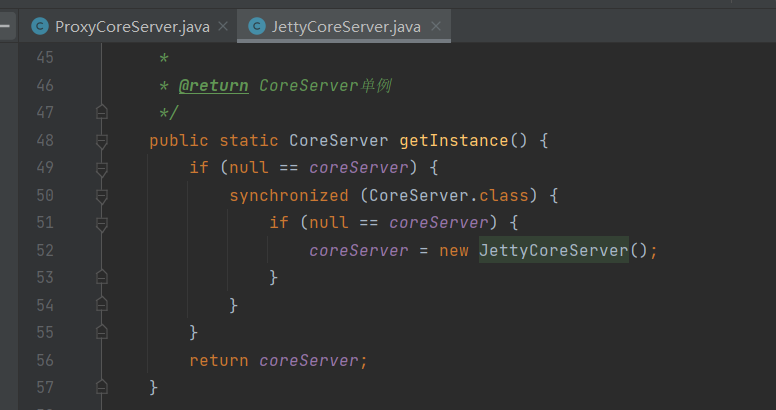 ProxyCoreServer.java
JettyCoreServer.java
45 *
46 * @return CoreServer单例
47 */
48 public static CoreServer getInstance() {
49 if (null == coreServer) {
50 synchronized (CoreServer.class) {
51 if (null == coreServer) {
52 coreServer = new JettyCoreServer();
53 }
54 }
55 }
56 return coreServer;
57 }